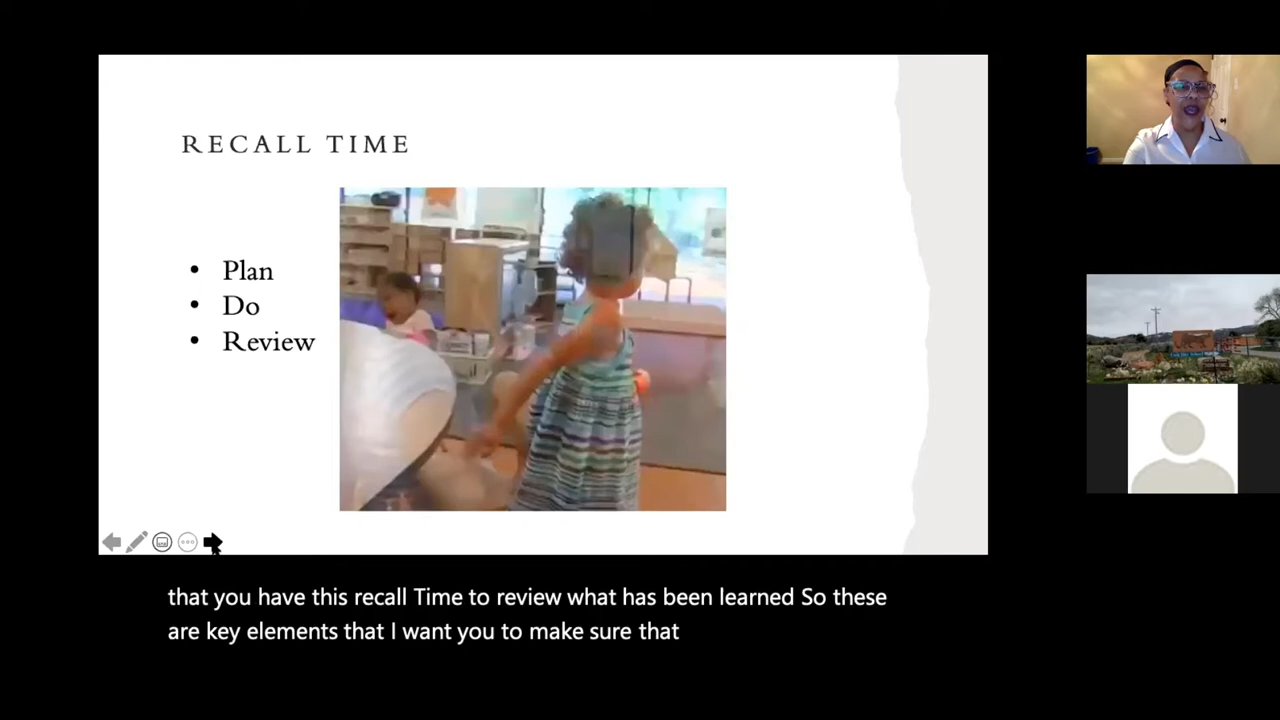 RECALL TIME
• Plan
• Do
• Review
that you have this recall Time to review what has been learned So these
are key elements that I want you to make sure that